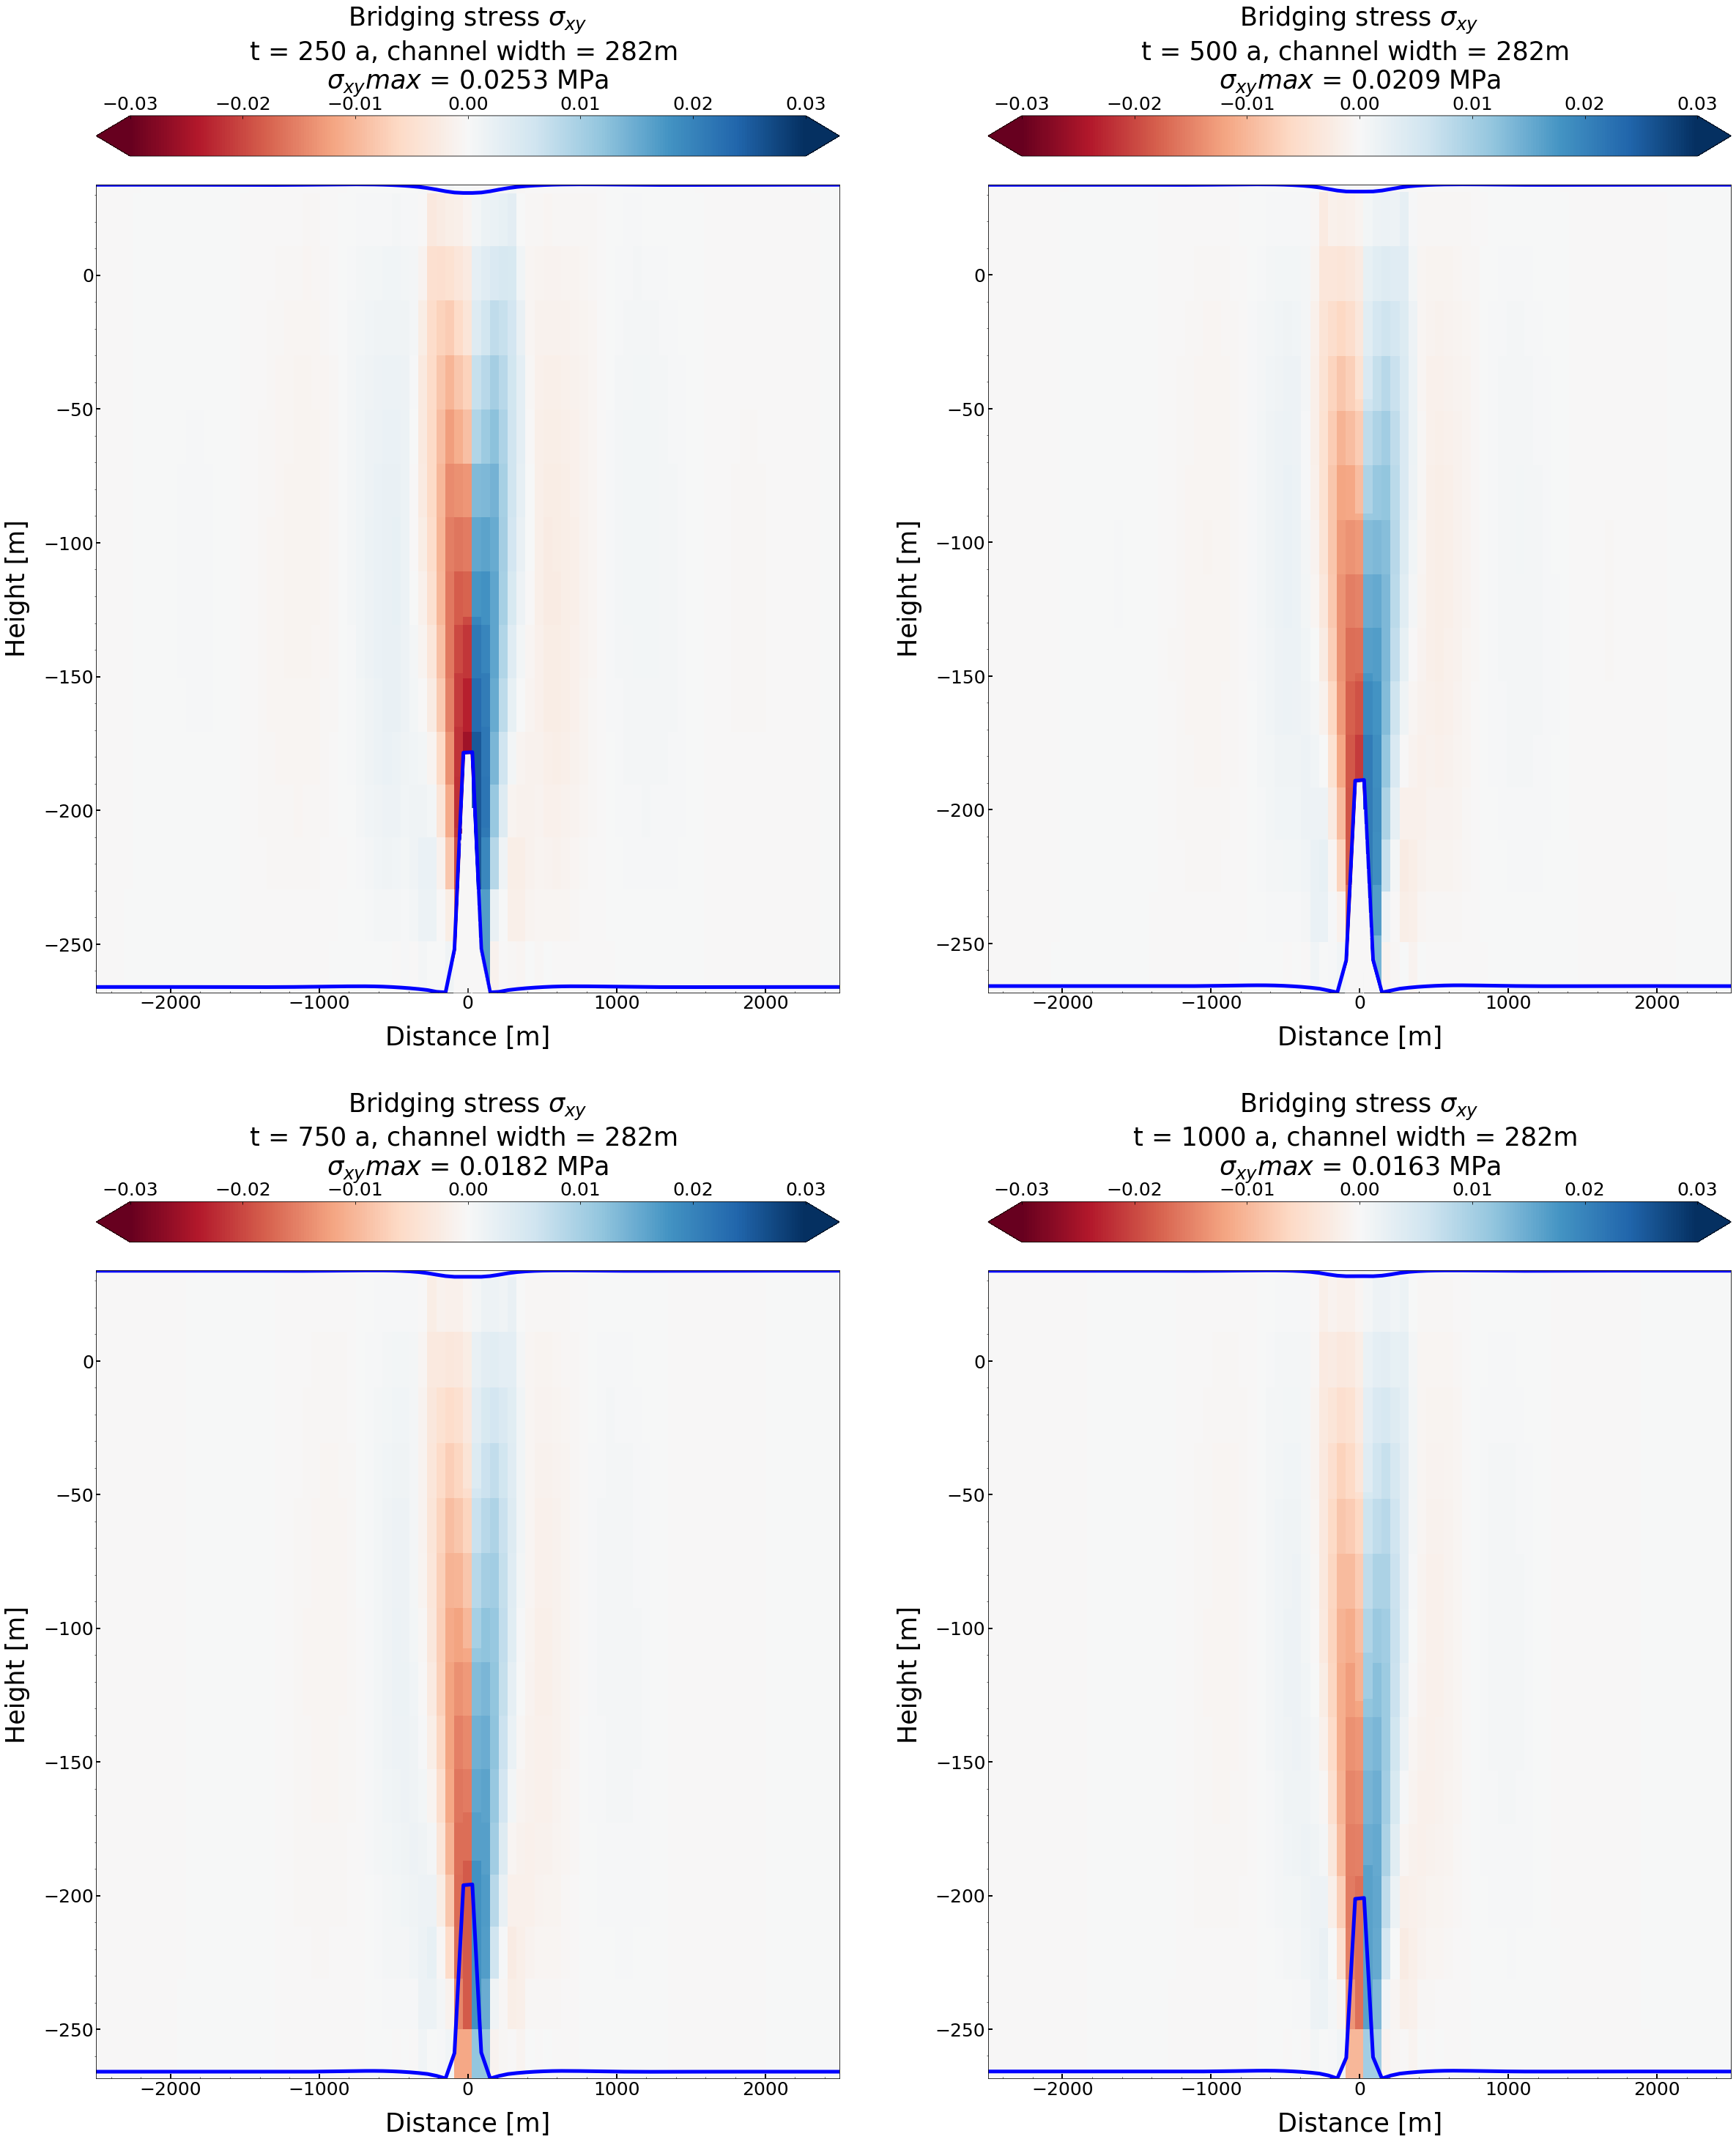 Bridging stress σxy
t = 250 a, channel width = 282m
σxymax = 0.0253 MPa
−0.03 −0.02 −0.01 0.00 0.01 0.02 0.03
Height [m]
0
−50
−100
−150
−200
−250
−2000 −1000 0 1000 2000
Distance [m]
Bridging stress σxy
t = 500 a, channel width = 282m
σxymax = 0.0209 MPa
−0.03 −0.02 −0.01 0.00 0.01 0.02 0.03
Height [m]
0
−50
−100
−150
−200
−250
−2000 −1000 0 1000 2000
Distance [m]
Bridging stress σxy
t = 750 a, channel width = 282m
σxymax = 0.0182 MPa
−0.03 −0.02 −0.01 0.00 0.01 0.02 0.03
Height [m]
0
−50
−100
−150
−200
−250
−2000 −1000 0 1000 2000
Distance [m]
Bridging stress σxy
t = 1000 a, channel width = 282m
σxymax = 0.0163 MPa
−0.03 −0.02 −0.01 0.00 0.01 0.02 0.03
Height [m]
0
−50
−100
−150
−200
−250
−2000 −1000 0 1000 2000
Distance [m]